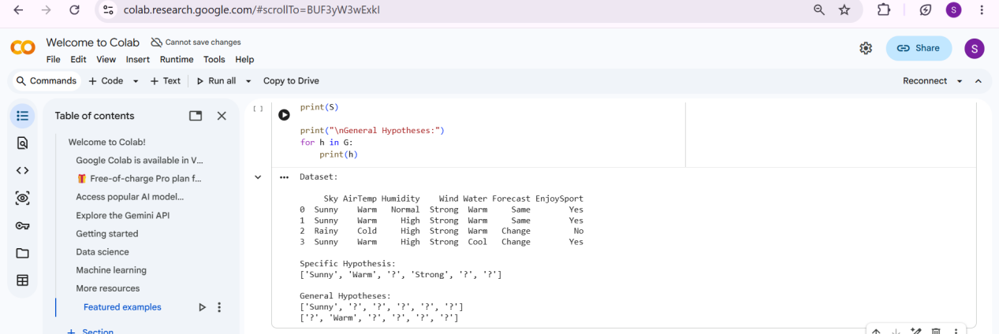 colab.research.google.com/#scrollTo=BUF3yW3wExkI
S
Welcome to Colab
Cannot save changes
File Edit View Insert Runtime Tools Help
Share
S
Commands
+ Code
+ Text
Run all
Copy to Drive
Reconnect
Table of contents
Welcome to Colab!
Google Colab is available in V...
Free-of-charge Pro plan f...
Access popular AI model...
Explore the Gemini API
Getting started
Data science
Machine learning
More resources
Featured examples
+ Section
[ ]
print(S)
print("\nGeneral Hypotheses:")
for h in G:
    print(h)
Dataset:
Sky AirTemp Humidity Wind Water Forecast EnjoySport
0 Sunny Warm Normal Strong Warm Same Yes
1 Sunny Warm High Strong Warm Same Yes
2 Rainy Cold High Strong Warm Change No
3 Sunny Warm High Strong Cool Change Yes
Specific Hypothesis:
['Sunny', 'Warm', '?', 'Strong', '?', '?']
General Hypotheses:
['Sunny', '?', '?', '?', '?', '?']
['?', 'Warm', '?', '?', '?', '?']